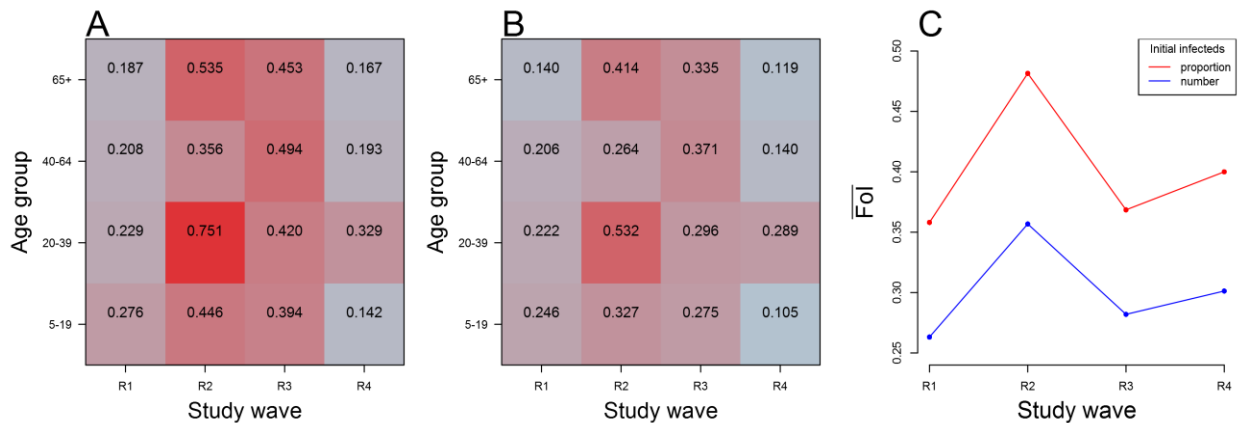 A
65+
0.187 0.535 0.453 0.167
40-64
0.208 0.356 0.494 0.193
20-39
0.229 0.751 0.420 0.329
5-19
0.276 0.446 0.394 0.142
Age group
R1 R2 R3 R4
Study wave
B
65+
0.140 0.414 0.335 0.119
40-64
0.206 0.264 0.371 0.140
20-39
0.222 0.532 0.296 0.289
5-19
0.246 0.327 0.275 0.105
Age group
R1 R2 R3 R4
Study wave
C
Initial infecteds
proportion
number
0.50
0.45
0.40
0.35
0.30
0.25
FoI
R1 R2 R3 R4
Study wave